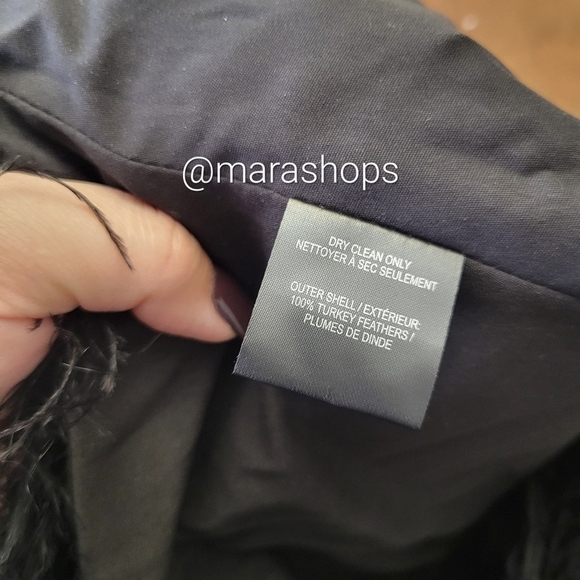 @marashops
DRY CLEAN ONLY
NETTOYER À SEC SEULEMENT
OUTER SHELL / EXTÉRIEUR:
100% TURKEY FEATHERS /
PLUMES DE DINDE